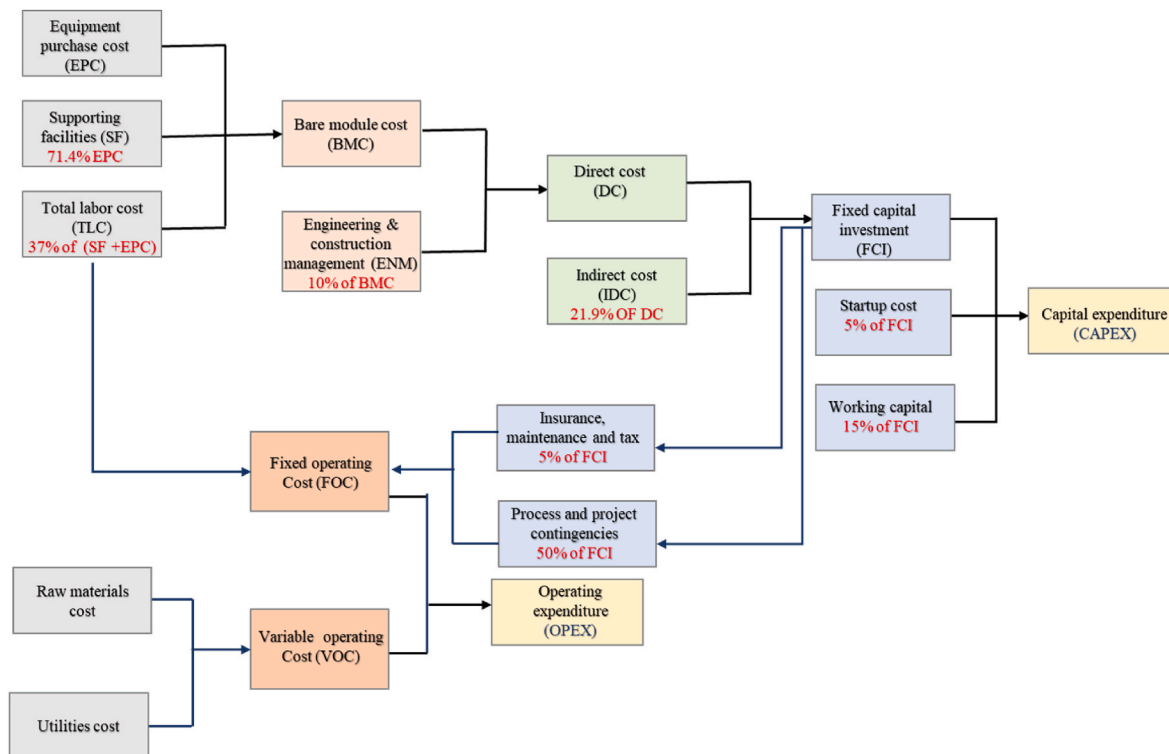 Equipment
purchase cost
(EPC)
Supporting
facilities (SF)
71.4% EPC
Total labor cost
(TLC)
37% of (SF +EPC)
Bare module cost
(BMC)
Engineering &
construction
management (ENM)
10% of BMC
Direct cost
(DC)
Indirect cost
(IDC)
21.9% OF DC
Fixed capital
investment
(FCI)
Startup cost
5% of FCI
Working capital
15% of FCI
Capital expenditure
(CAPEX)
Insurance,
maintenance and tax
5% of FCI
Process and project
contingencies
50% of FCI
Fixed operating
Cost (FOC)
Raw materials
cost
Utilities cost
Variable operating
Cost (VOC)
Operating
expenditure
(OPEX)